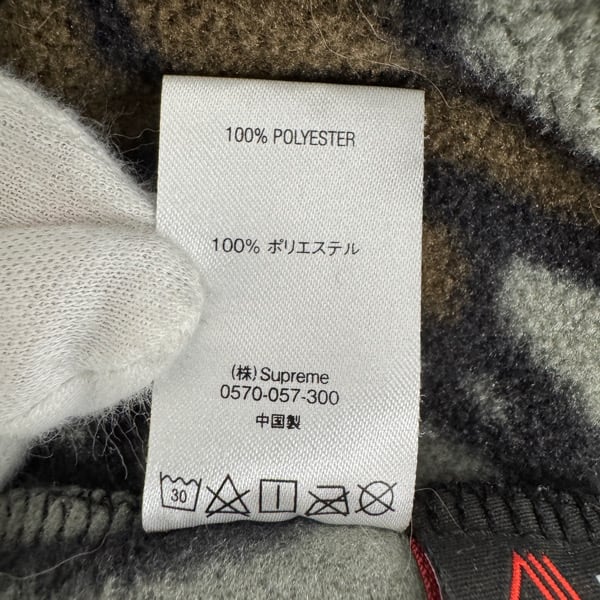 100% POLYESTER
100% ポリエステル
(株)Supreme
0570-057-300
中国製
30